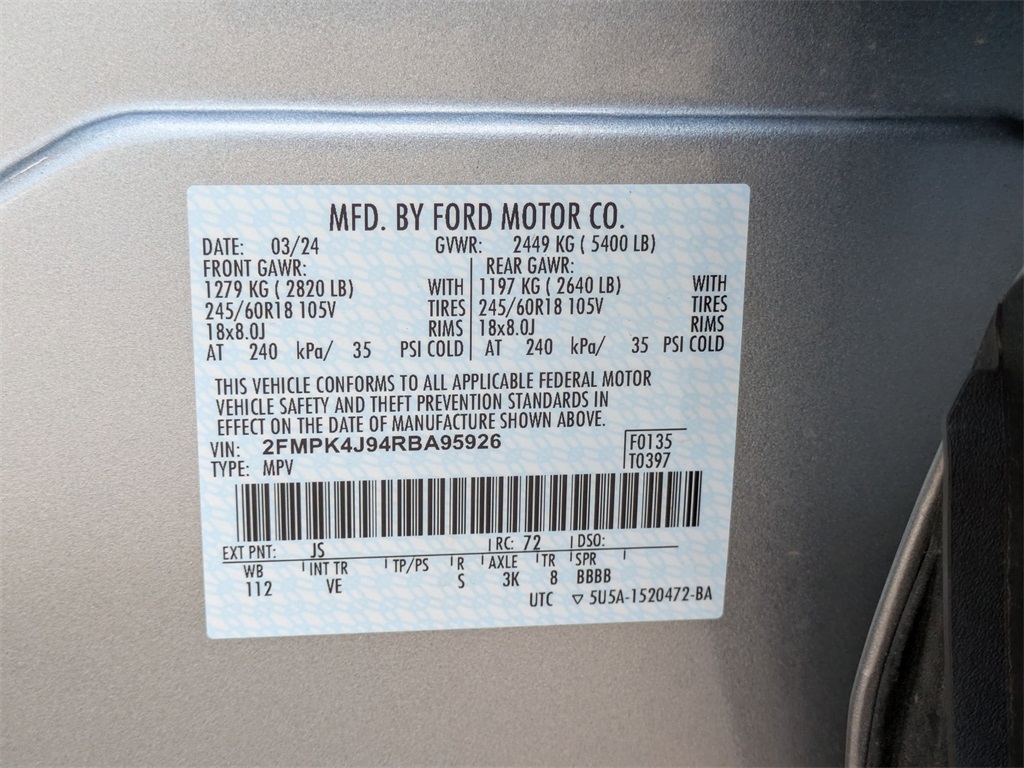 MFD. BY FORD MOTOR CO.
DATE: 03/24 GVWR: 2449 KG ( 5400 LB)
FRONT GAWR: REAR GAWR:
1279 KG ( 2820 LB) WITH 1197 KG ( 2640 LB) WITH
245/60R18 105V TIRES 245/60R18 105V TIRES
18x8.0J RIMS 18x8.0J RIMS
AT 240 kPa/ 35 PSI COLD AT 240 kPa/ 35 PSI COLD
THIS VEHICLE CONFORMS TO ALL APPLICABLE FEDERAL MOTOR
VEHICLE SAFETY AND THEFT PREVENTION STANDARDS IN
EFFECT ON THE DATE OF MANUFACTURE SHOWN ABOVE.
VIN: 2FMPK4J94RBA95926 F0135
TYPE: MPV T0397
EXT PNT: JS RC: 72 DSO:
WB INT TR TP/PS R AXLE TR SPR
112 VE S 3K 8 BBBB
UTC ▽ 5U5A-1520472-BA